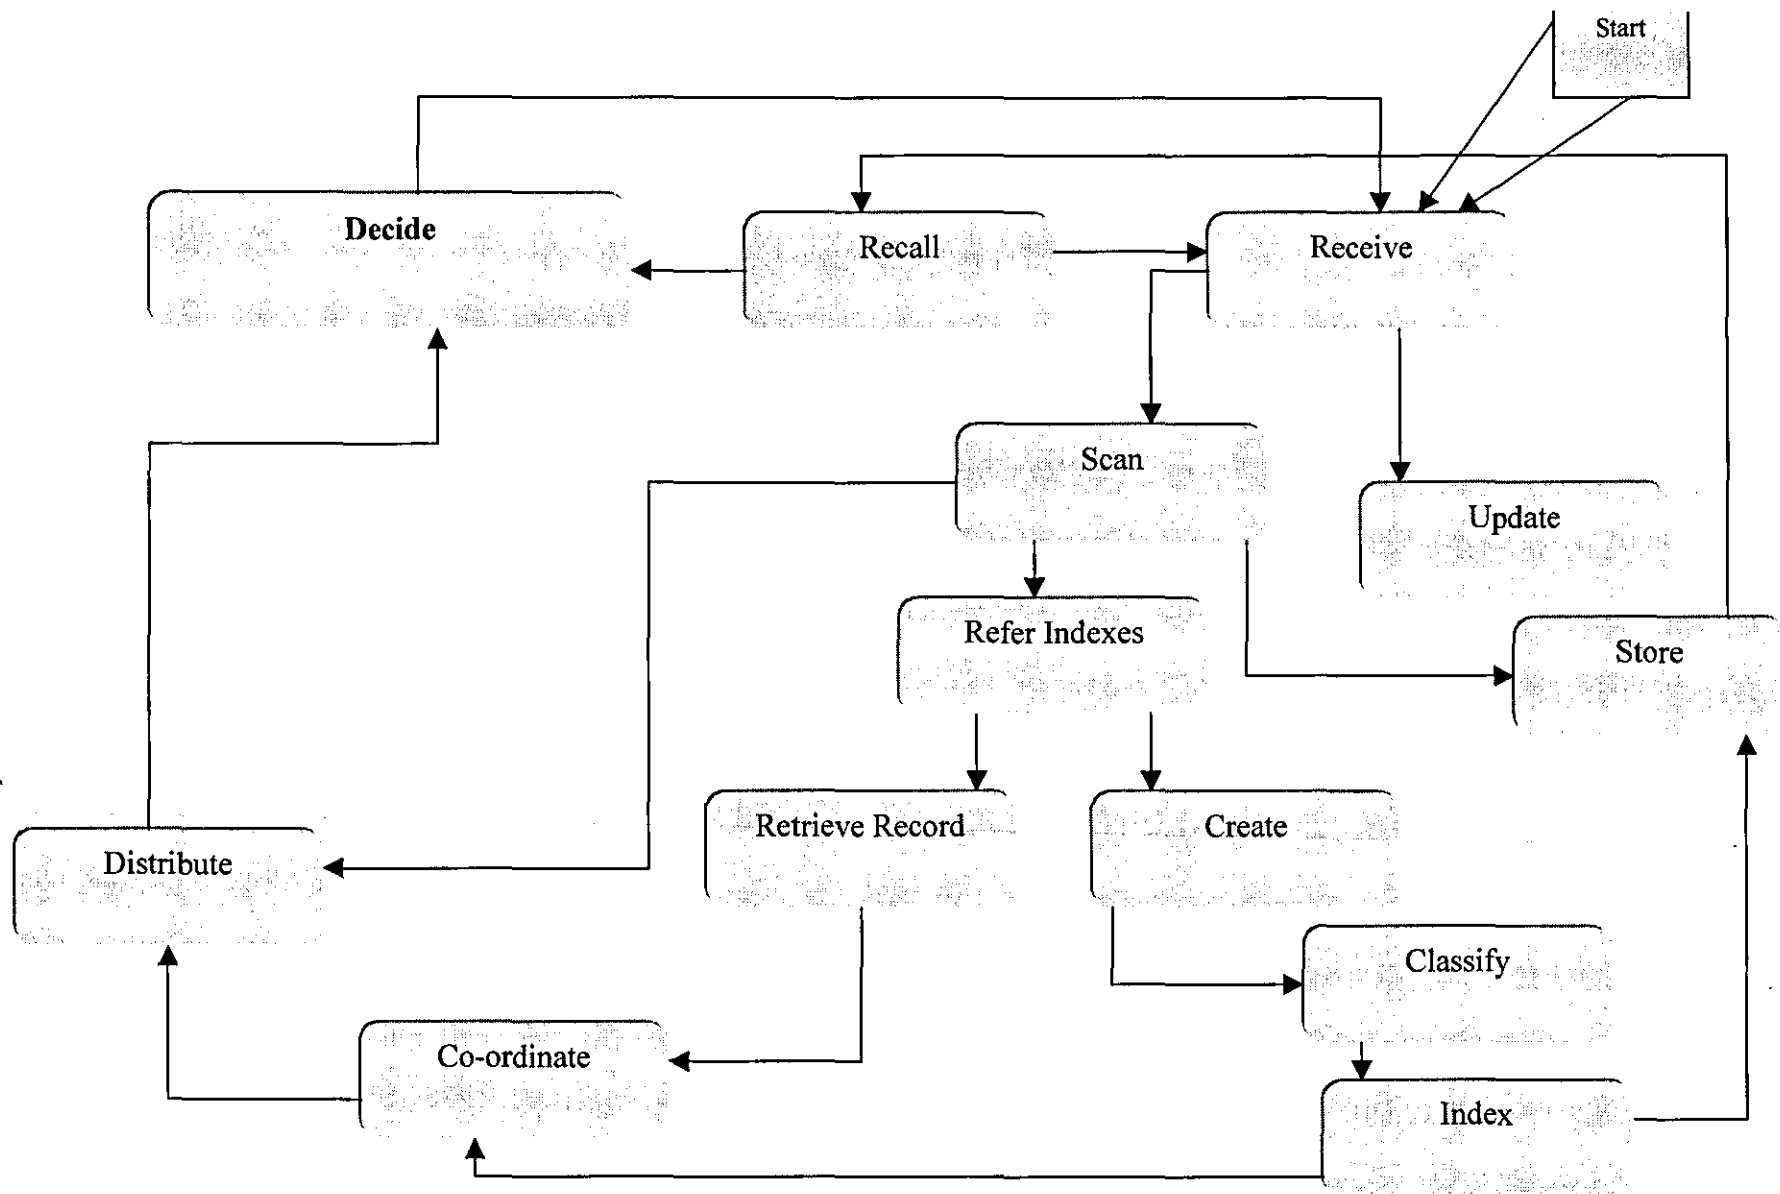 Start
Decide
Recall
Receive
Scan
Update
Refer Indexes
Store
Retrieve Record
Create
Distribute
Classify
Co-ordinate
Index